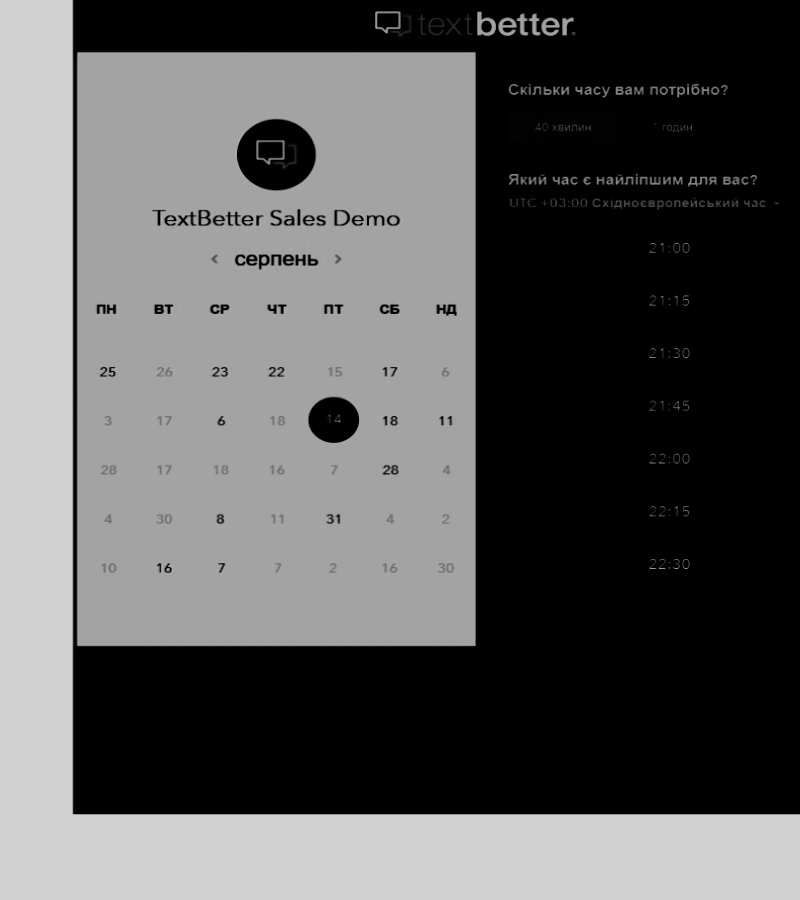 textbetter.
TextBetter Sales Demo
< серпень >
ПН ВТ СР ЧТ ПТ СБ НД
25 26 23 22 15 17 6
3 17 6 18 14 18 11
28 17 18 16 7 28 4
4 30 8 11 31 4 2
10 16 7 7 2 16 30
Скільки часу вам потрібно?
40 хвилин 1 годин
Який час є найліпшим для вас?
UTC +03:00 Східноєвропейський час
21:00
21:15
21:30
21:45
22:00
22:15
22:30